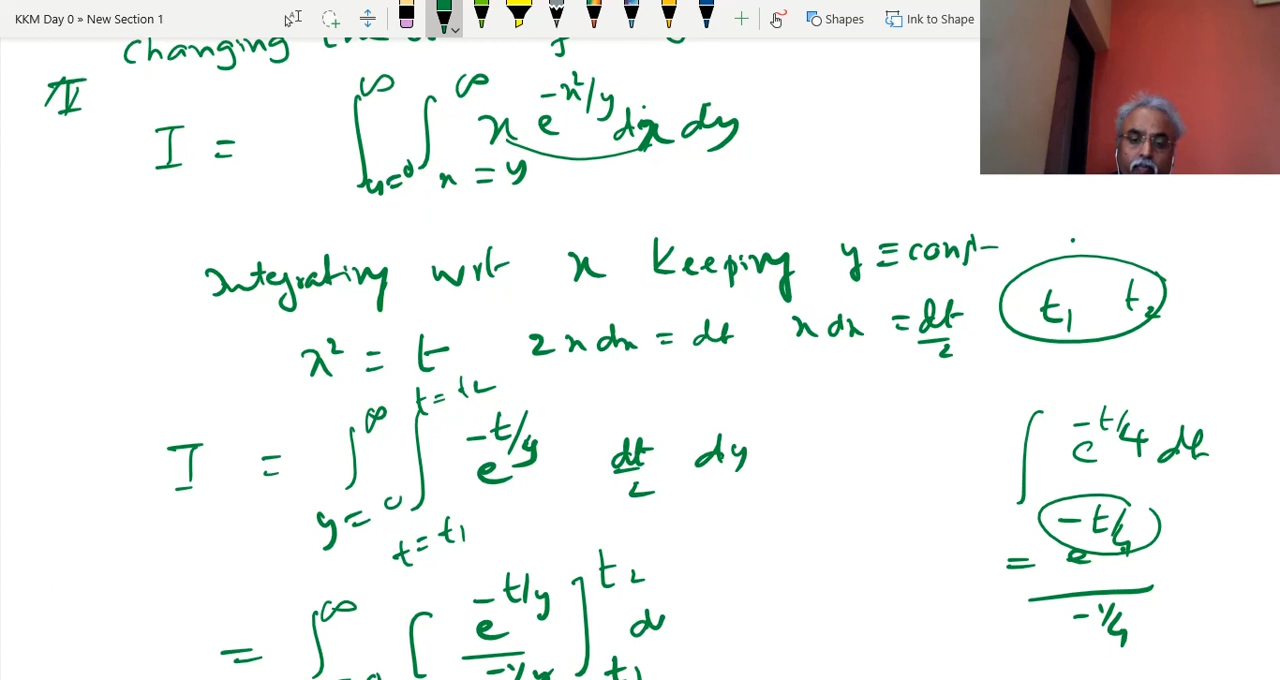 KKM Day 0 » New Section 1
Shapes
Ink to Shape
Changing the
IV
I = ∫_{y=0}^{∞} ∫_{x=y}^{∞} x e^{-x²/y} dx dy
Integrating wrt x keeping y ≡ const
t₁ t₂
x² = t 2x dx = dt x dx = dt/2
I = ∫_{y=0}^{∞} ∫_{t=t₁}^{t=t₂} e^{-t/y} dt/2 dy
∫ e^{-t/4} dt
= e^{-t/4} / -1/4
= ∫^{∞} [ e^{-t/y} / -1/y ]_{t₁}^{t₂} d